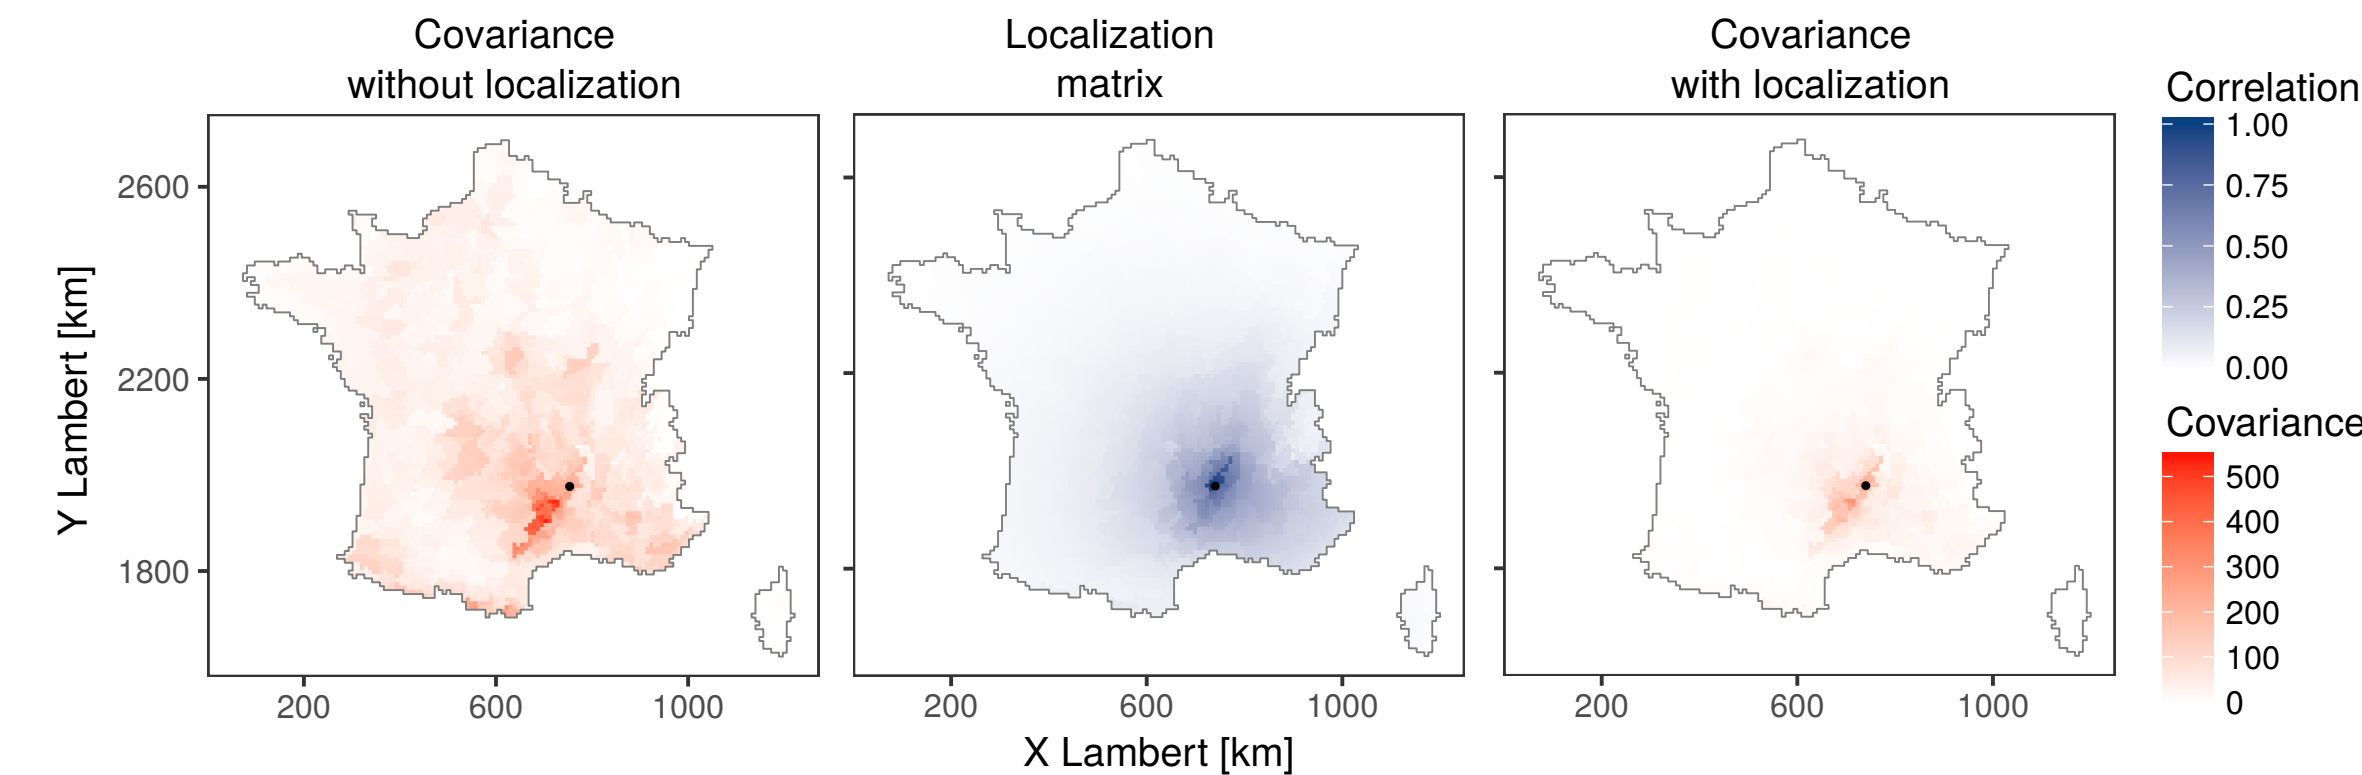 Covariance
without localization
Localization
matrix
Covariance
with localization
Y Lambert [km]
2600
2200
1800
200
600
1000
200
600
1000
200
600
1000
X Lambert [km]
Correlation
1.00
0.75
0.50
0.25
0.00
Covariance
500
400
300
200
100
0